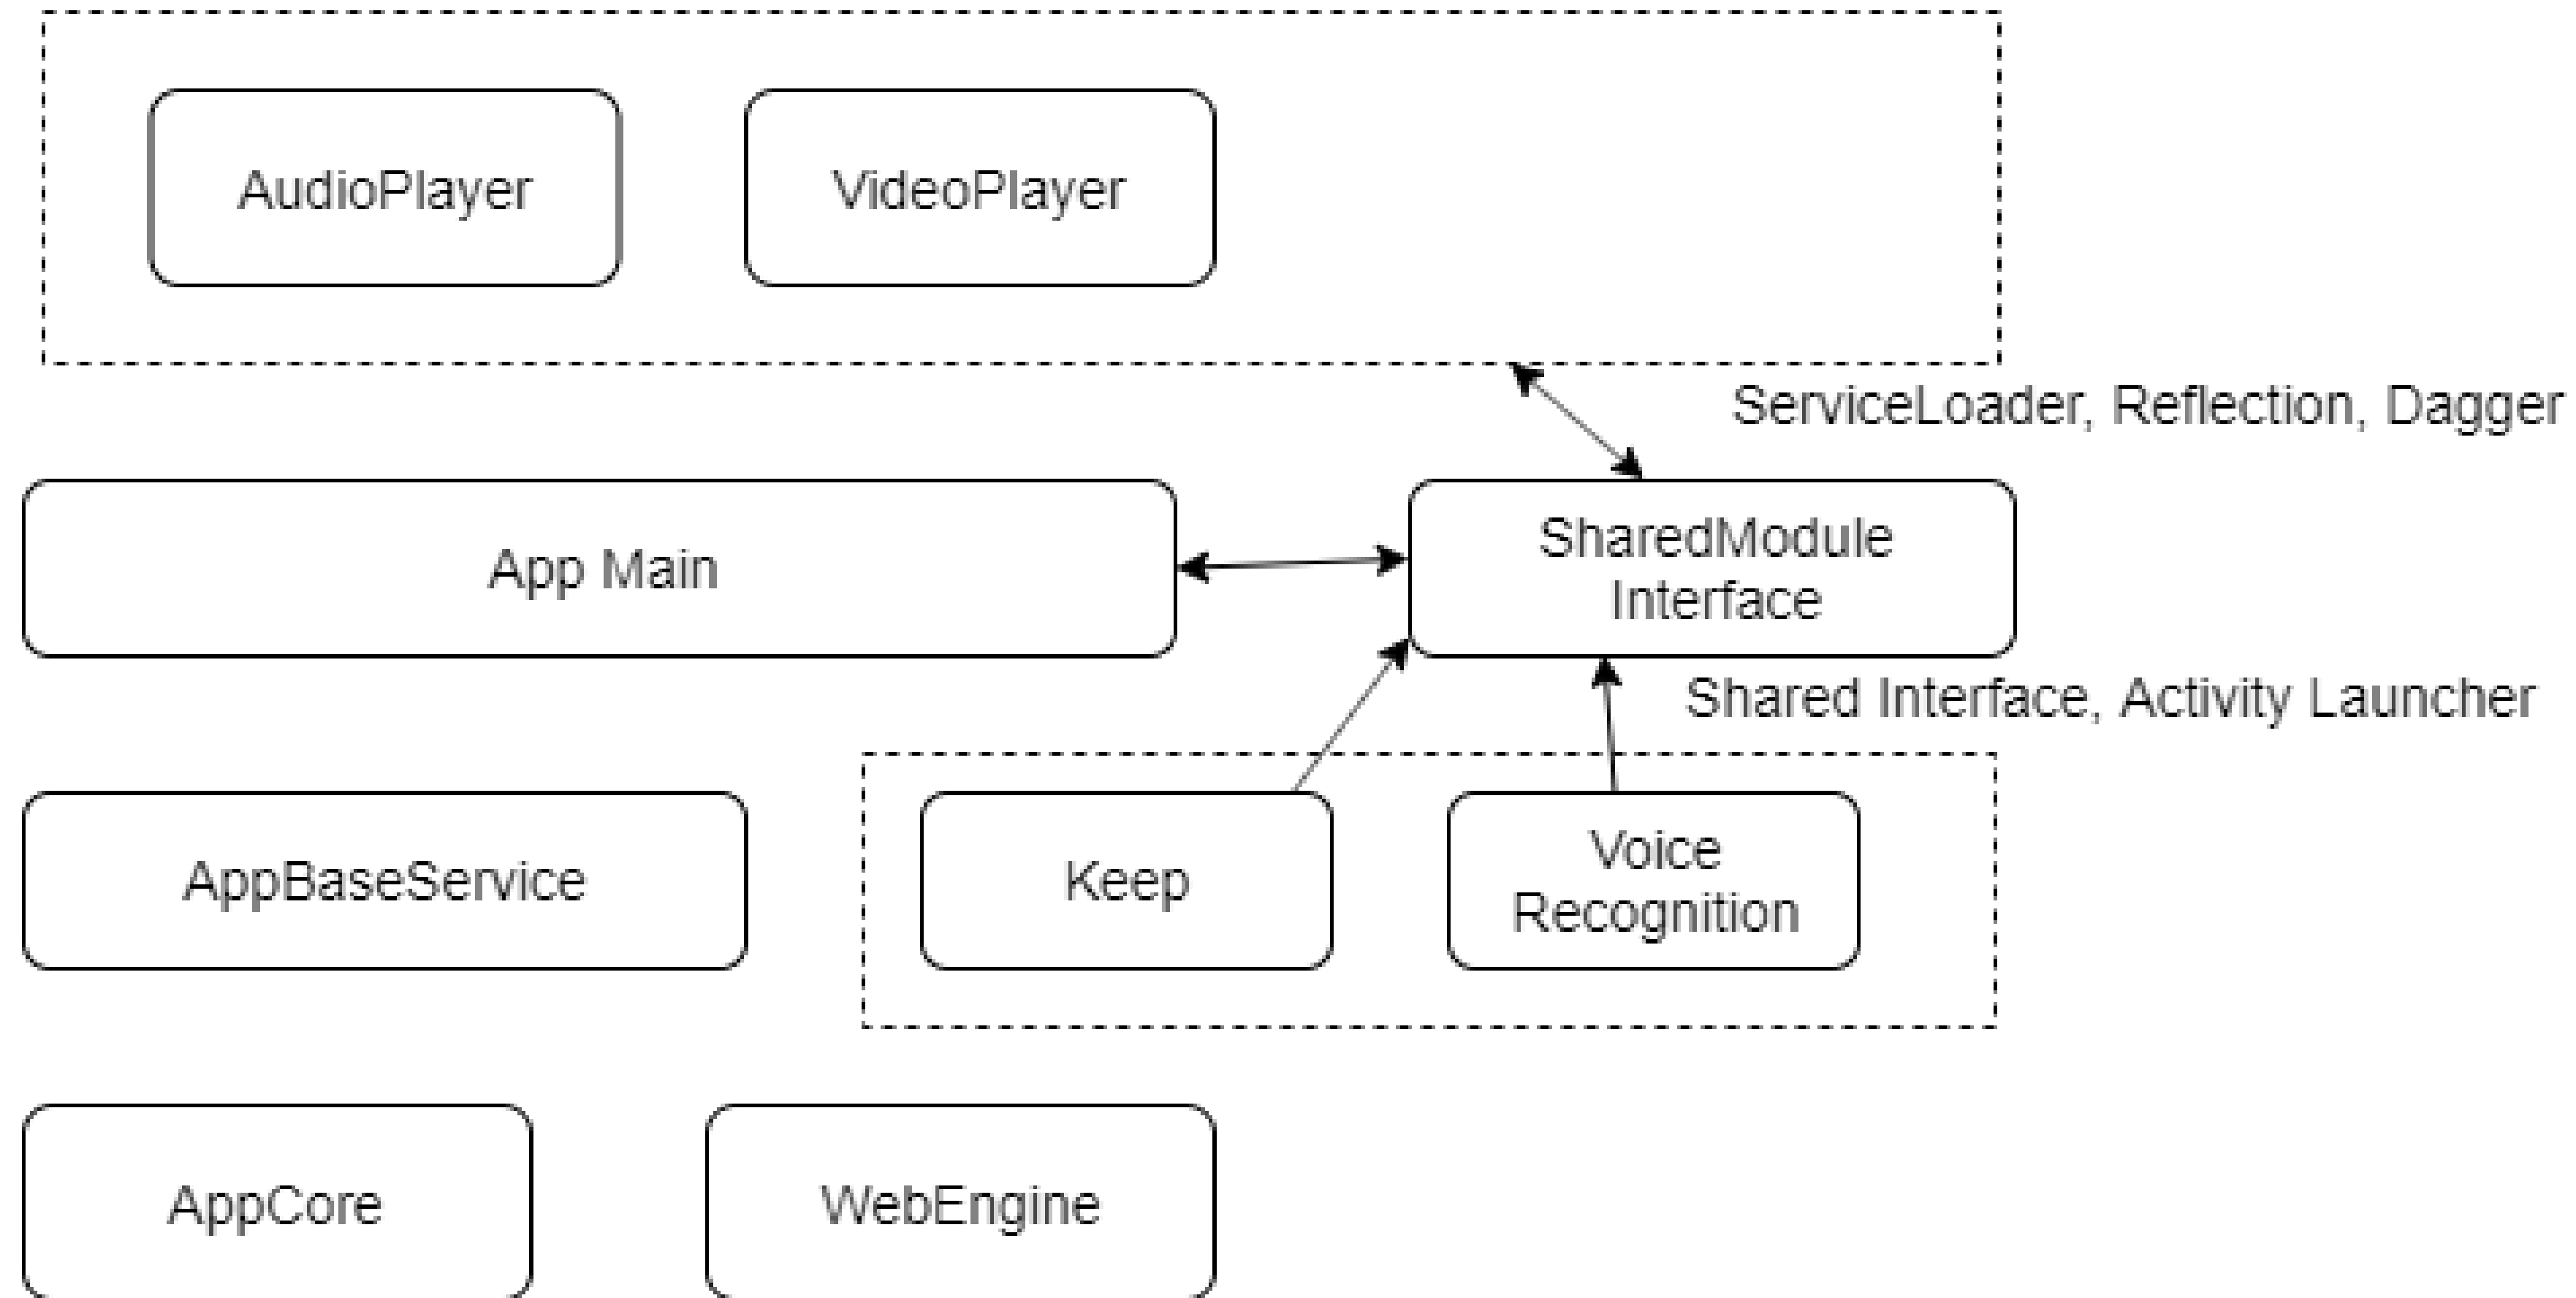 AudioPlayer
VideoPlayer
ServiceLoader, Reflection, Dagger
App Main
SharedModule
Interface
Shared Interface, Activity Launcher
AppBaseService
Keep
Voice
Recognition
AppCore
WebEngine